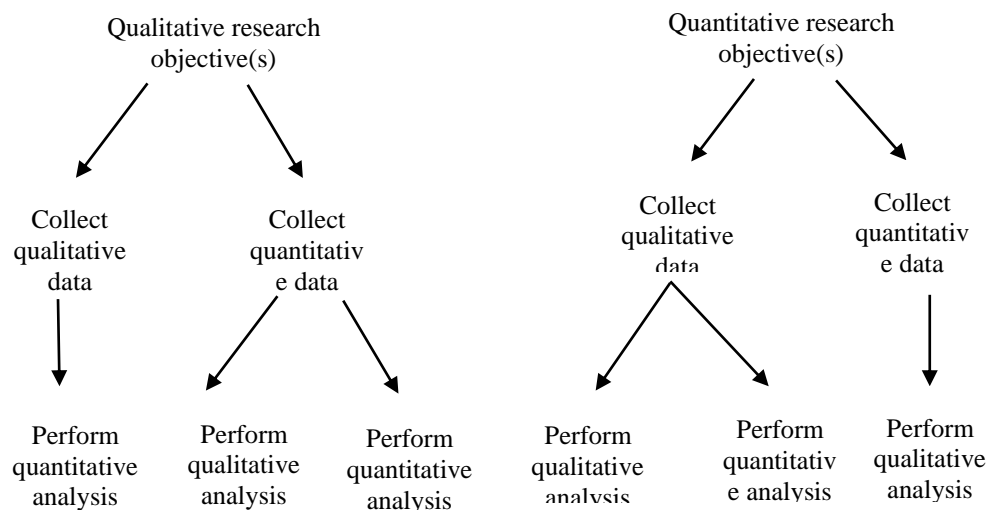 Qualitative research
objective(s)
Quantitative research
objective(s)
Collect
qualitative
data
Collect
quantitativ
e data
Collect
qualitative
data
Collect
quantitativ
e data
Perform
quantitative
analysis
Perform
qualitative
analysis
Perform
quantitative
analysis
Perform
qualitative
analysis
Perform
quantitativ
e analysis
Perform
qualitative
analysis